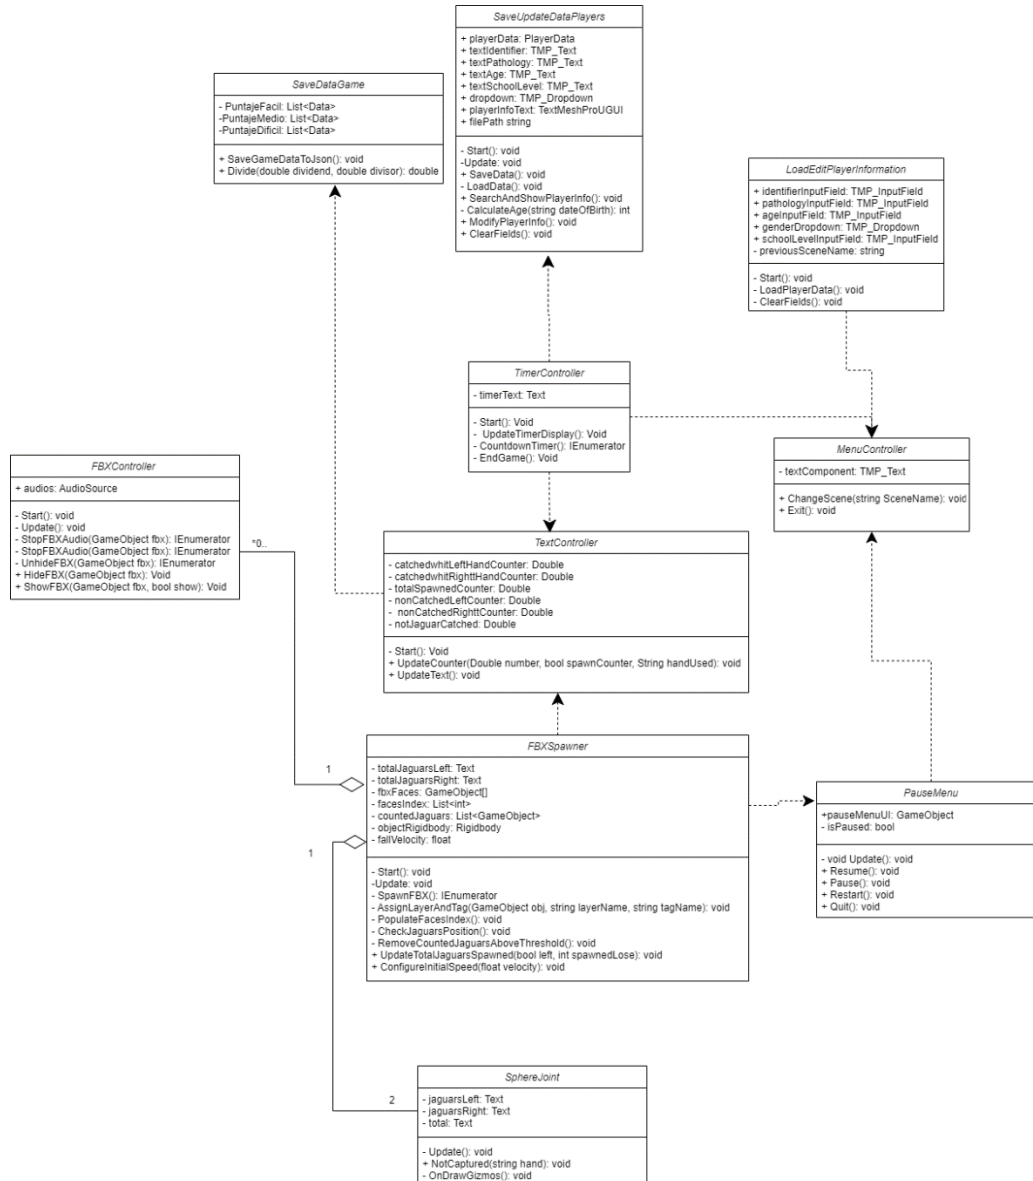 SaveUpdateDataPlayers
+ playerData: PlayerData
+ textIdentifier: TMP_Text
+ textPathology: TMP_Text
+ textAge: TMP_Text
+ textSchoolLevel: TMP_Text
+ dropdown: TMP_Dropdown
+ playerInfoText: TextMeshProUGUI
+ filePath string
- Start(): void
-Update: void
+ SaveData(): void
- LoadData(): void
+ SearchAndShowPlayerInfo(): void
- CalculateAge(string dateOfBirth): int
+ ModifyPlayerInfo(): void
+ ClearFields(): void
SaveDataGame
- PuntajeFacil: List<Data>
-PuntajeMedio: List<Data>
-PuntajeDificil: List<Data>
+ SaveGameDataToJson(): void
+ Divide(double dividend, double divisor): double
LoadEditPlayerInformation
+ identifierInputField: TMP_InputField
+ pathologyInputField: TMP_InputField
+ ageInputField: TMP_InputField
+ genderDropdown: TMP_Dropdown
+ schoolLevelInputField: TMP_InputField
- previousSceneName: string
- Start(): void
- LoadPlayerData(): void
- ClearFields(): void
TimerController
- timerText: Text
- Start(): Void
- UpdateTimerDisplay(): Void
- CountdownTimer(): IEnumerator
- EndGame(): Void
MenuController
- textComponent: TMP_Text
+ ChangeScene(string SceneName): void
+ Exit(): void
FBXController
+ audios: AudioSource
- Start(): void
- Update(): void
- StopFBXAudio(GameObject fbx): IEnumerator
- StopFBXAudio(GameObject fbx): IEnumerator
- UnhideFBX(GameObject fbx): IEnumerator
+ HideFBX(GameObject fbx): Void
+ ShowFBX(GameObject fbx, bool show): Void
*0..
TextController
- catchedwhitLeftHandCounter: Double
- catchedwhitRighttHandCounter: Double
- totalSpawnedCounter: Double
- nonCatchedLeftCounter: Double
- nonCatchedRighttCounter: Double
- notJaguarCatched: Double
- Start(): Void
+ UpdateCounter(Double number, bool spawnCounter, String handUsed): void
+ UpdateText(): void
FBXSpawner
- totalJaguarsLeft: Text
- totalJaguarsRight: Text
- fbxFaces: GameObject[]
- facesIndex: List<int>
- countedJaguars: List<GameObject>
- objectRigidbody: Rigidbody
- fallVelocity: float
- Start(): void
-Update: void
- SpawnFBX(): IEnumerator
- AssignLayerAndTag(GameObject obj, string layerName, string tagName): void
- PopulateFacesIndex(): void
- CheckJaguarsPosition(): void
- RemoveCountedJaguarsAboveThreshold(): void
+ UpdateTotalJaguarsSpawned(bool left, int spawnedLose): void
+ ConfigureInitialSpeed(float velocity): void
1
1
PauseMenu
+pauseMenuUI: GameObject
- isPaused: bool
- void Update(): void
+ Resume(): void
+ Pause(): void
+ Restart(): void
+ Quit(): void
SphereJoint
- jaguarsLeft: Text
- jaguarsRight: Text
- total: Text
- Update(): void
+ NotCaptured(string hand): void
- OnDrawGizmos(): void
2